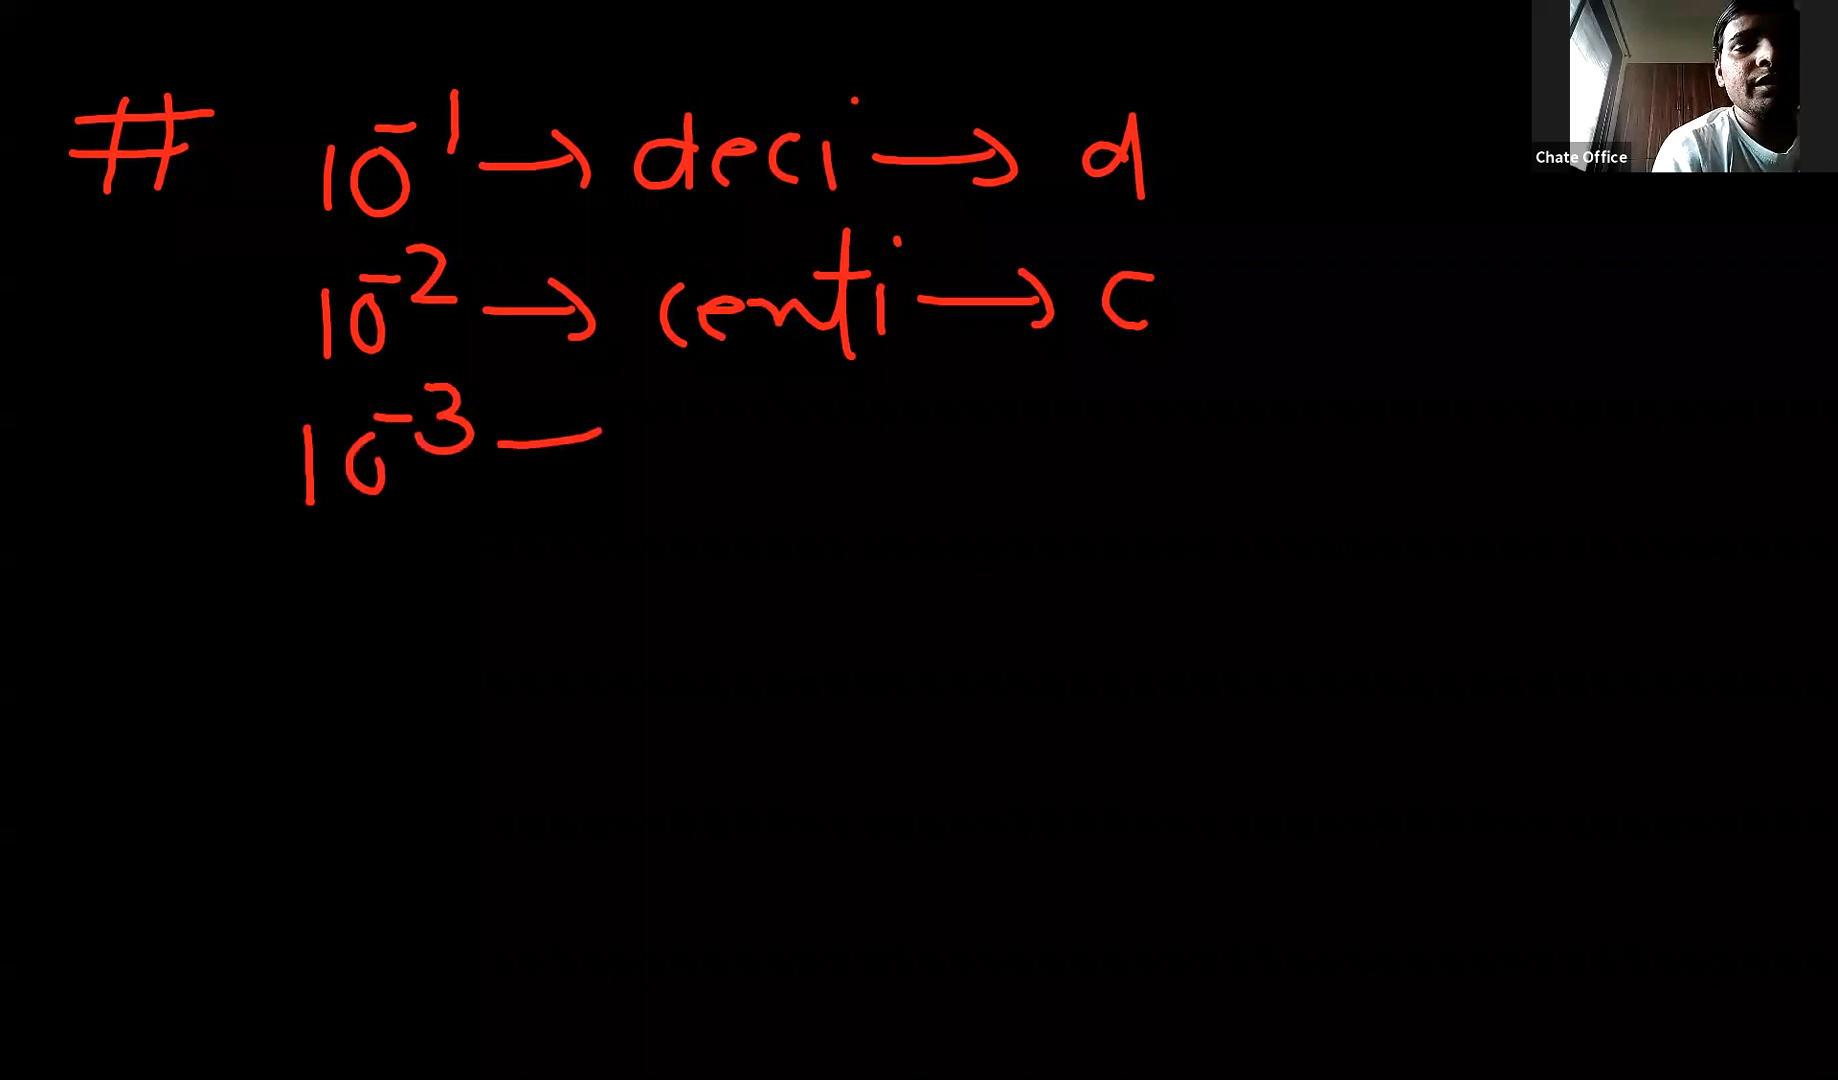 # 10⁻¹ → deci → d
10⁻² → centi → c
10⁻³ —
Chate Office